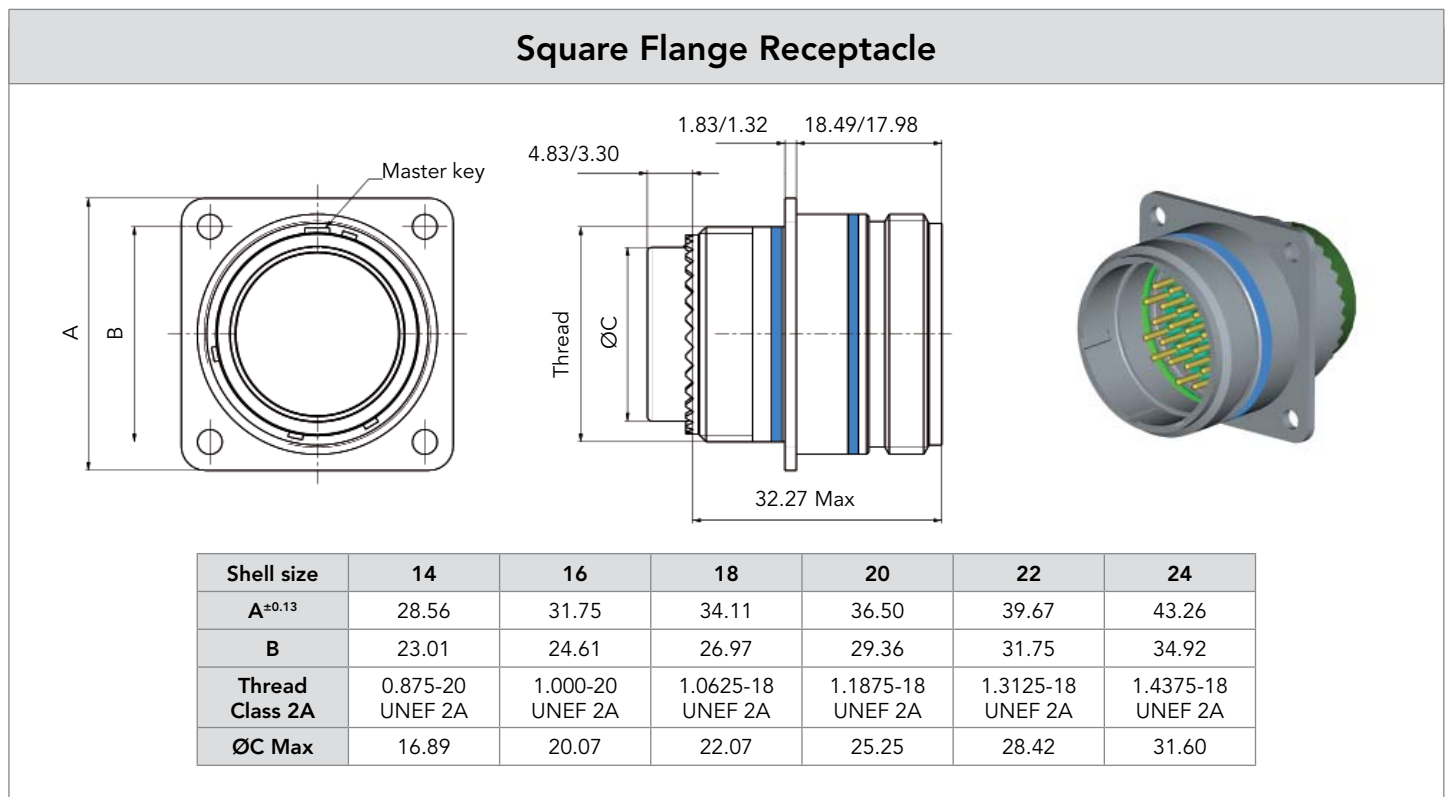 Square Flange Receptacle
1.83/1.32 18.49/17.98
4.83/3.30
Master key
A
B
Thread
ØC
32.27 Max
Shell size 14 16 18 20 22 24
A±0.13 28.56 31.75 34.11 36.50 39.67 43.26
B 23.01 24.61 26.97 29.36 31.75 34.92
Thread 0.875-20 1.000-20 1.0625-18 1.1875-18 1.3125-18 1.4375-18
Class 2A UNEF 2A UNEF 2A UNEF 2A UNEF 2A UNEF 2A UNEF 2A
ØC Max 16.89 20.07 22.07 25.25 28.42 31.60